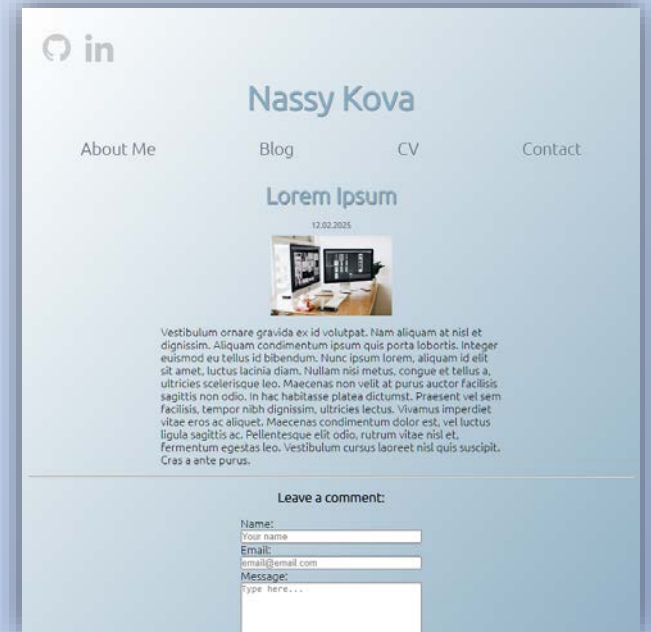 in
Nassy Kova
About Me Blog CV Contact
Lorem Ipsum
12.02.2025
Vestibulum ornare gravida ex id volutpat. Nam aliquam at nisl et
dignissim. Aliquam condimentum ipsum quis porta lobortis. Integer
euismod eu tellus id bibendum. Nunc ipsum lorem, aliquam id elit
sit amet, luctus lacinia diam. Nullam nisi metus, congue et tellus a,
ultricies scelerisque leo. Maecenas non velit at purus auctor facilisis
sagittis non odio. In hac habitasse platea dictumst. Praesent vel sem
facilisis, tempor nibh dignissim, ultricies lectus. Vivamus imperdiet
vitae eros ac aliquet. Maecenas condimentum dolor est, vel luctus
ligula sagittis ac. Pellentesque elit odio, rutrum vitae nisl et,
fermentum egestas leo. Vestibulum cursus laoreet nisl quis suscipit.
Cras a ante purus.
Leave a comment:
Name:
Your name
Email:
email@email.com
Message:
Type here...